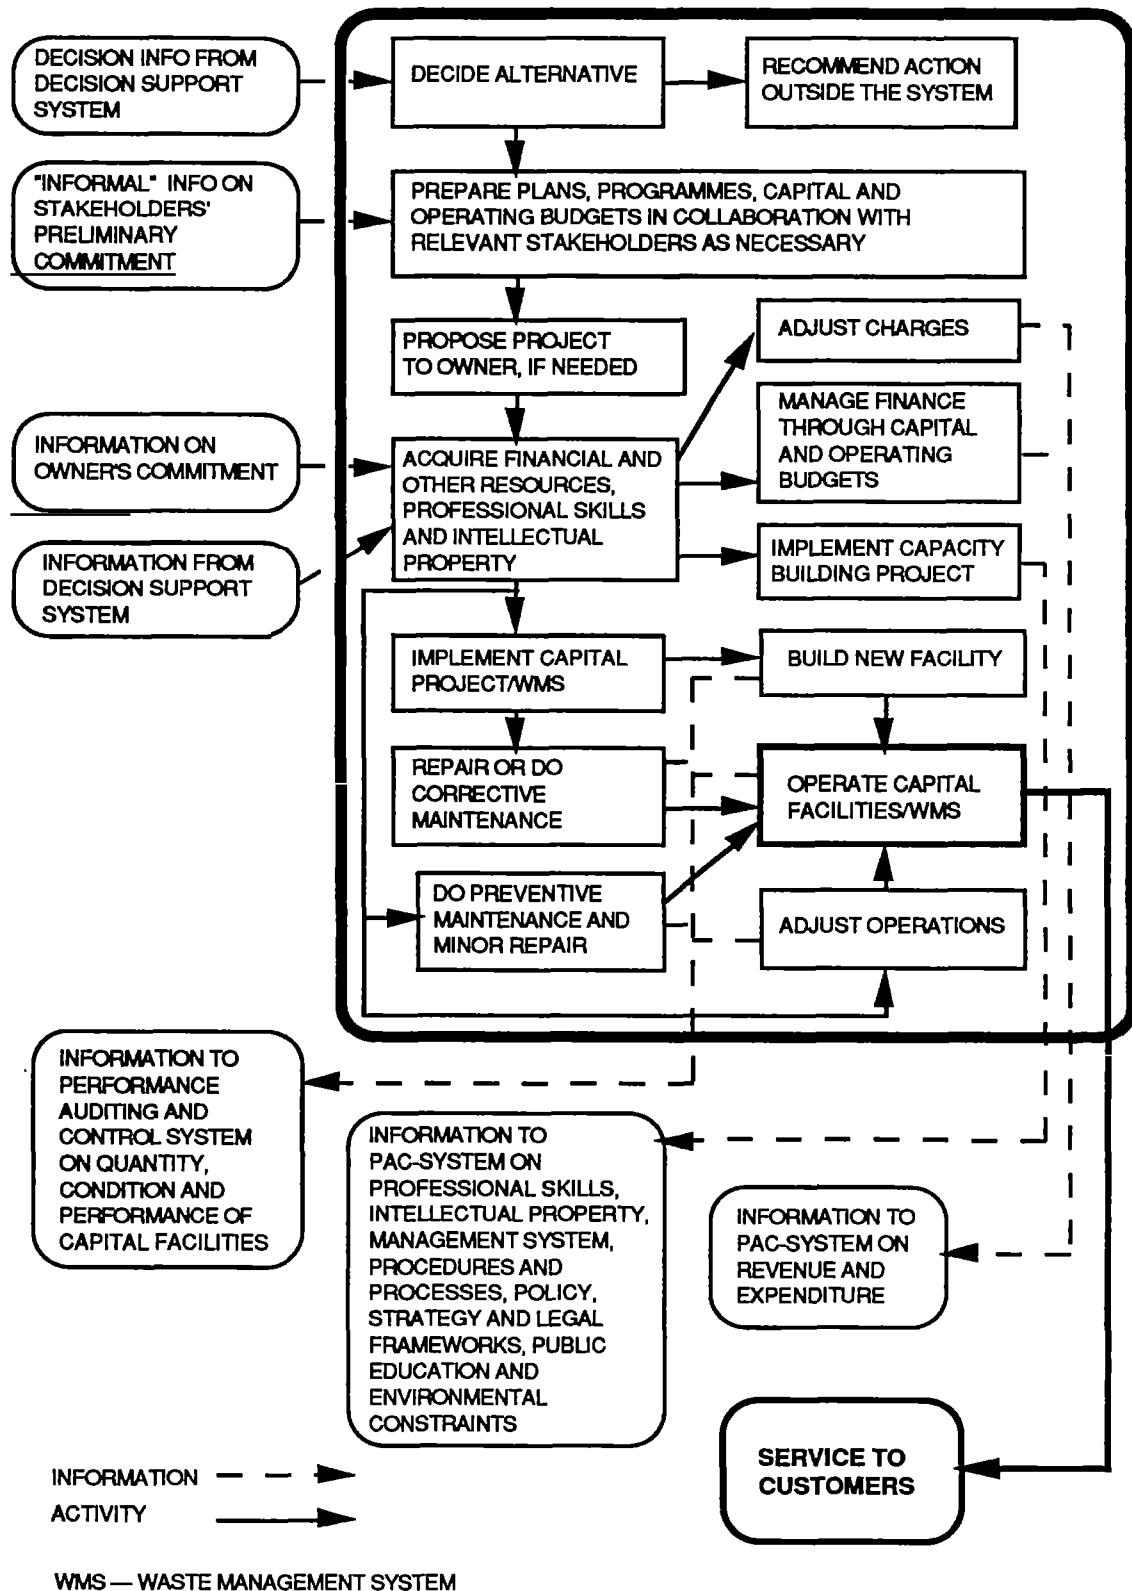 DECISION INFO FROM
DECISION SUPPORT
SYSTEM
DECIDE ALTERNATIVE
RECOMMEND ACTION
OUTSIDE THE SYSTEM
"INFORMAL" INFO ON
STAKEHOLDERS'
PRELIMINARY
COMMITMENT
PREPARE PLANS, PROGRAMMES, CAPITAL AND
OPERATING BUDGETS IN COLLABORATION WITH
RELEVANT STAKEHOLDERS AS NECESSARY
PROPOSE PROJECT
TO OWNER, IF NEEDED
ADJUST CHARGES
MANAGE FINANCE
THROUGH CAPITAL
AND OPERATING
BUDGETS
INFORMATION ON
OWNER'S COMMITMENT
ACQUIRE FINANCIAL AND
OTHER RESOURCES,
PROFESSIONAL SKILLS
AND INTELLECTUAL
PROPERTY
IMPLEMENT CAPACITY
BUILDING PROJECT
INFORMATION FROM
DECISION SUPPORT
SYSTEM
IMPLEMENT CAPITAL
PROJECT/WMS
BUILD NEW FACILITY
REPAIR OR DO
CORRECTIVE
MAINTENANCE
OPERATE CAPITAL
FACILITIES/WMS
DO PREVENTIVE
MAINTENANCE AND
MINOR REPAIR
ADJUST OPERATIONS
INFORMATION TO
PERFORMANCE
AUDITING AND
CONTROL SYSTEM
ON QUANTITY,
CONDITION AND
PERFORMANCE OF
CAPITAL FACILITIES
INFORMATION TO
PAC-SYSTEM ON
PROFESSIONAL SKILLS,
INTELLECTUAL PROPERTY,
MANAGEMENT SYSTEM,
PROCEDURES AND
PROCESSES, POLICY,
STRATEGY AND LEGAL
FRAMEWORKS, PUBLIC
EDUCATION AND
ENVIRONMENTAL
CONSTRAINTS
INFORMATION TO
PAC-SYSTEM ON
REVENUE AND
EXPENDITURE
SERVICE TO
CUSTOMERS
INFORMATION
ACTIVITY
WMS — WASTE MANAGEMENT SYSTEM